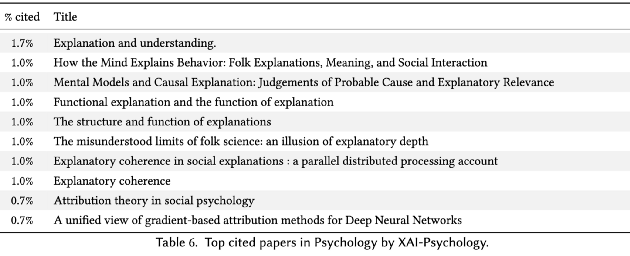 % cited Title
1.7% Explanation and understanding.
1.0% How the Mind Explains Behavior: Folk Explanations, Meaning, and Social Interaction
1.0% Mental Models and Causal Explanation: Judgements of Probable Cause and Explanatory Relevance
1.0% Functional explanation and the function of explanation
1.0% The structure and function of explanations
1.0% The misunderstood limits of folk science: an illusion of explanatory depth
1.0% Explanatory coherence in social explanations : a parallel distributed processing account
1.0% Explanatory coherence
0.7% Attribution theory in social psychology
0.7% A unified view of gradient-based attribution methods for Deep Neural Networks
Table 6. Top cited papers in Psychology by XAI-Psychology.